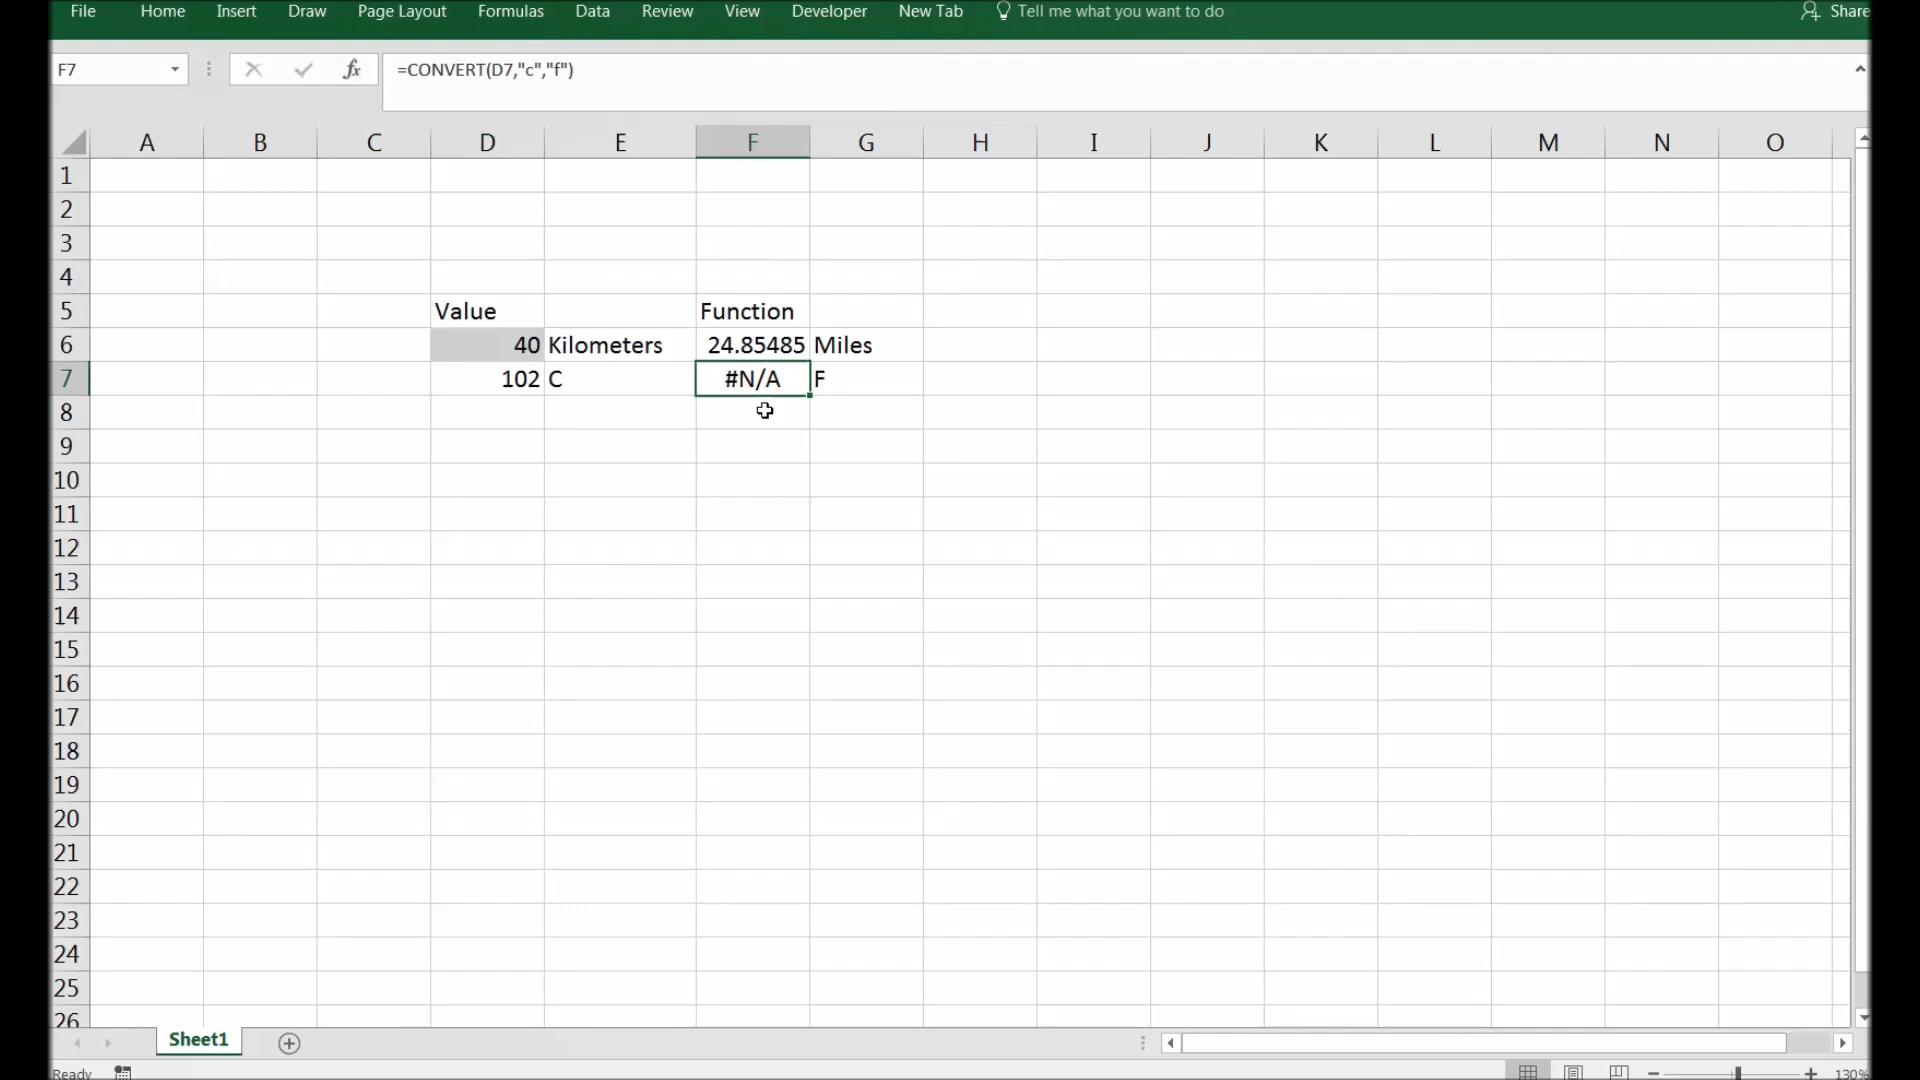 File Home Insert Draw Page Layout Formulas Data Review View Developer New Tab Tell me what you want to do Share
F7 fx =CONVERT(D7,"c","f")
A B C D E F G H I J K L M N O
1
2
3
4
5 Value Function
6 40 Kilometers 24.85485 Miles
7 102 C #N/A F
8
9
10
11
12
13
14
15
16
17
18
19
20
21
22
23
24
25
26
Sheet1
Ready 130%